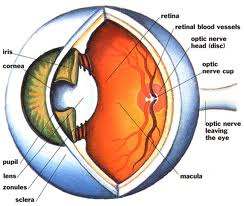 retina
retinal blood vessels
optic nerve
head (disc)
optic nerve
cup
iris
cornea
optic nerve
leaving
the eye
pupil
lens
zonules
sclera
macula